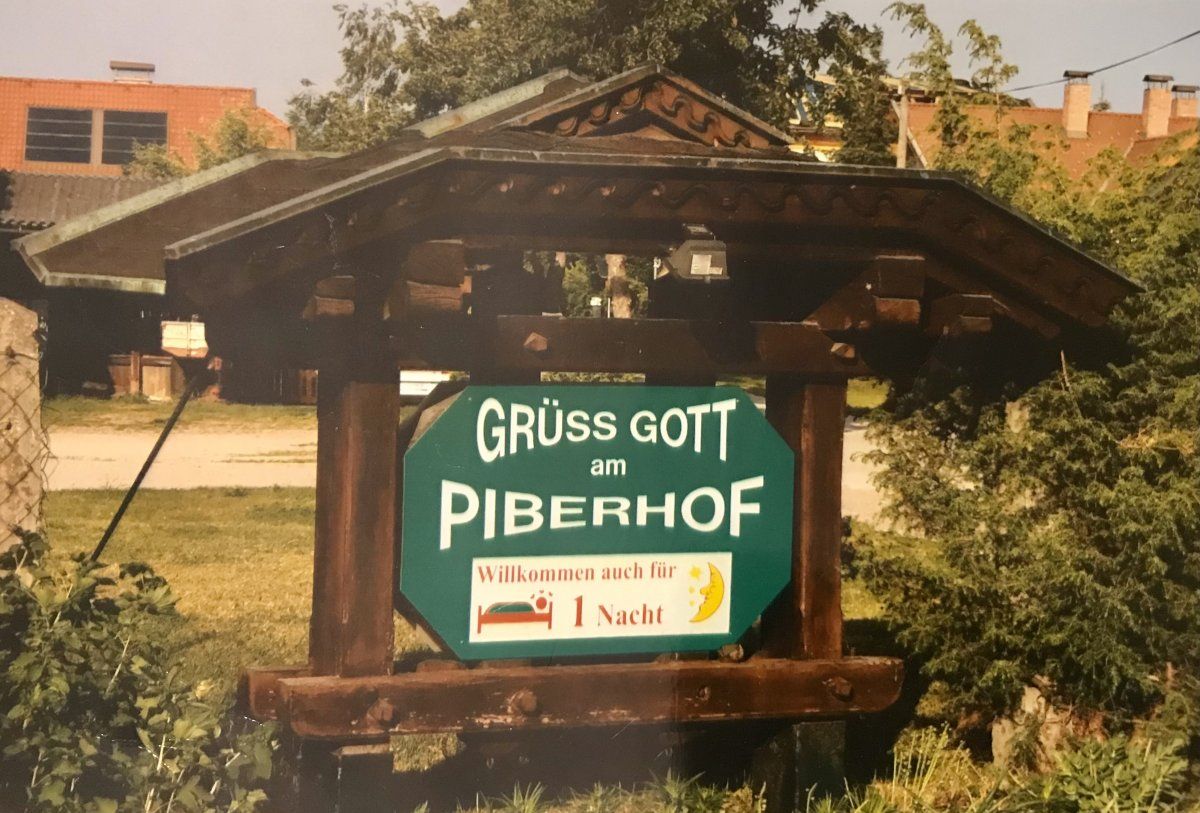 GRÜSS GOTT
am
PIBERHOF
Willkommen auch für
1 Nacht